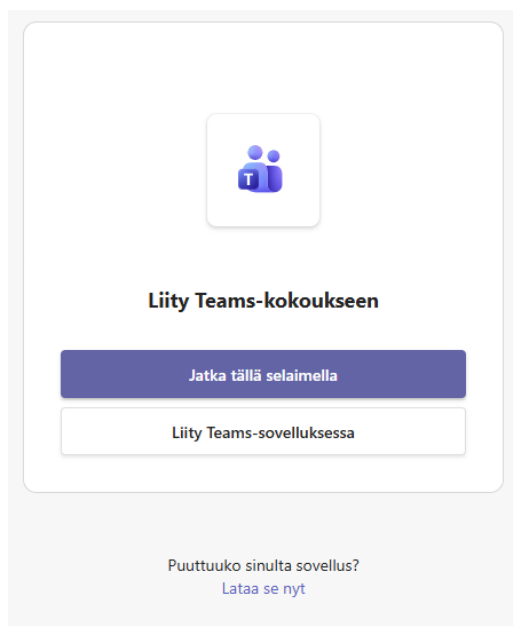 T
Liity Teams-kokoukseen
Jatka tällä selaimella
Liity Teams-sovelluksessa
Puuttuuko sinulta sovellus?
Lataa se nyt